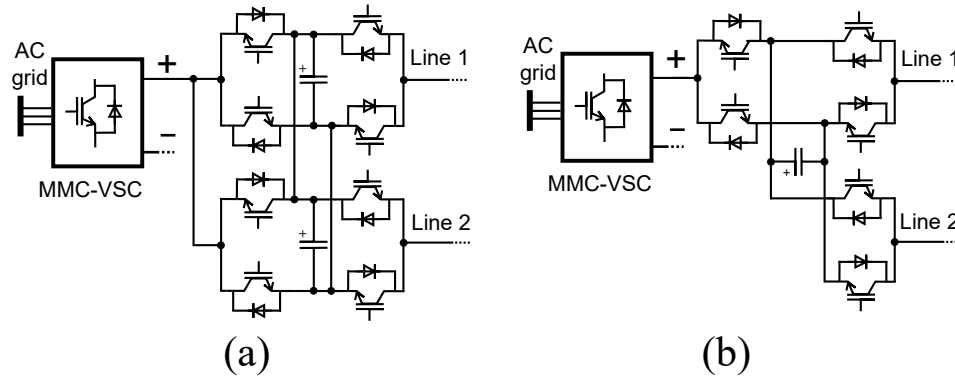 AC
grid
+
−
MMC-VSC
+
+
Line 1
Line 2
(a)
AC
grid
+
−
MMC-VSC
+
Line 1
Line 2
(b)